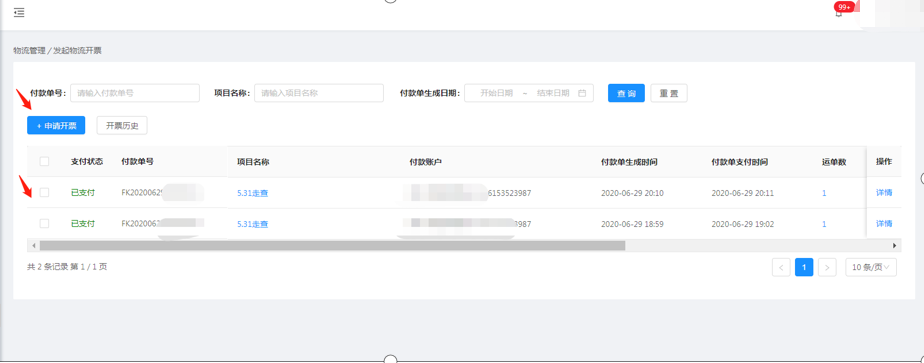 99+
物流管理 / 发起物流开票
付款单号： 请输入付款单号 项目名称： 请输入项目名称 付款单生成日期： 开始日期 ~ 结束日期 查 询 重 置
+ 申请开票 开票历史
支付状态 付款单号 项目名称 付款账户 付款单生成时间 付款单支付时间 运单数 操作
已支付 FK20200629 5.31走查 6153523987 2020-06-29 20:10 2020-06-29 20:11 1 详情
已支付 FK2020062 5.31走查 3987 2020-06-29 18:59 2020-06-29 19:02 1 详情
共 2 条记录 第 1 / 1 页 < 1 > 10 条/页